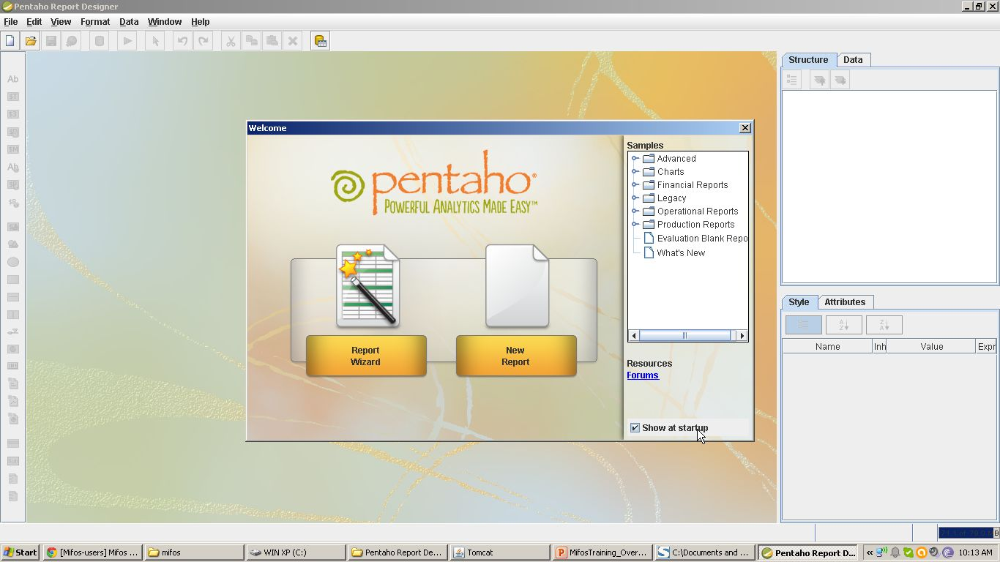 Pentaho Report Designer
File Edit View Format Data Window Help
Structure Data
Welcome
pentaho®
POWERFUL ANALYTICS MADE EASY™
Report
Wizard
New
Report
Samples
Advanced
Charts
Financial Reports
Legacy
Operational Reports
Production Reports
Evaluation Blank Repo
What's New
Resources
Forums
Show at startup
Style Attributes
Name Inh Value Expr
Ab
Ab
Start [Mifos-users] Mifos ... mifos WIN XP (C:) Pentaho Report De... Tomcat MifosTraining_Over... C:\Documents and ... Pentaho Report D... 10:13 AM